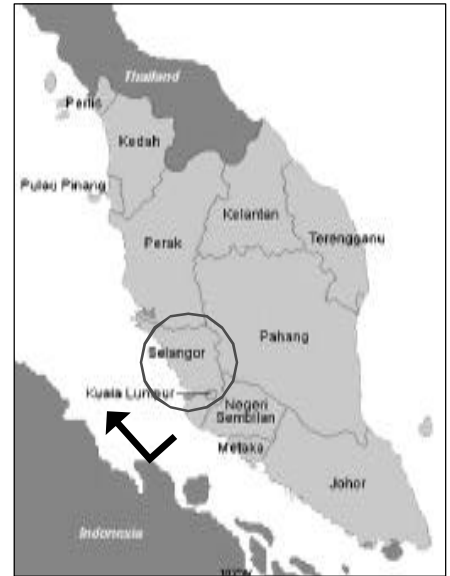 Thailand
Perlis
Kedah
Pulau Pinang
Kelantan
Terengganu
Perak
Pahang
Selangor
Kuala Lumpur
Negeri
Sembilan
Melaka
Johor
Indonesia